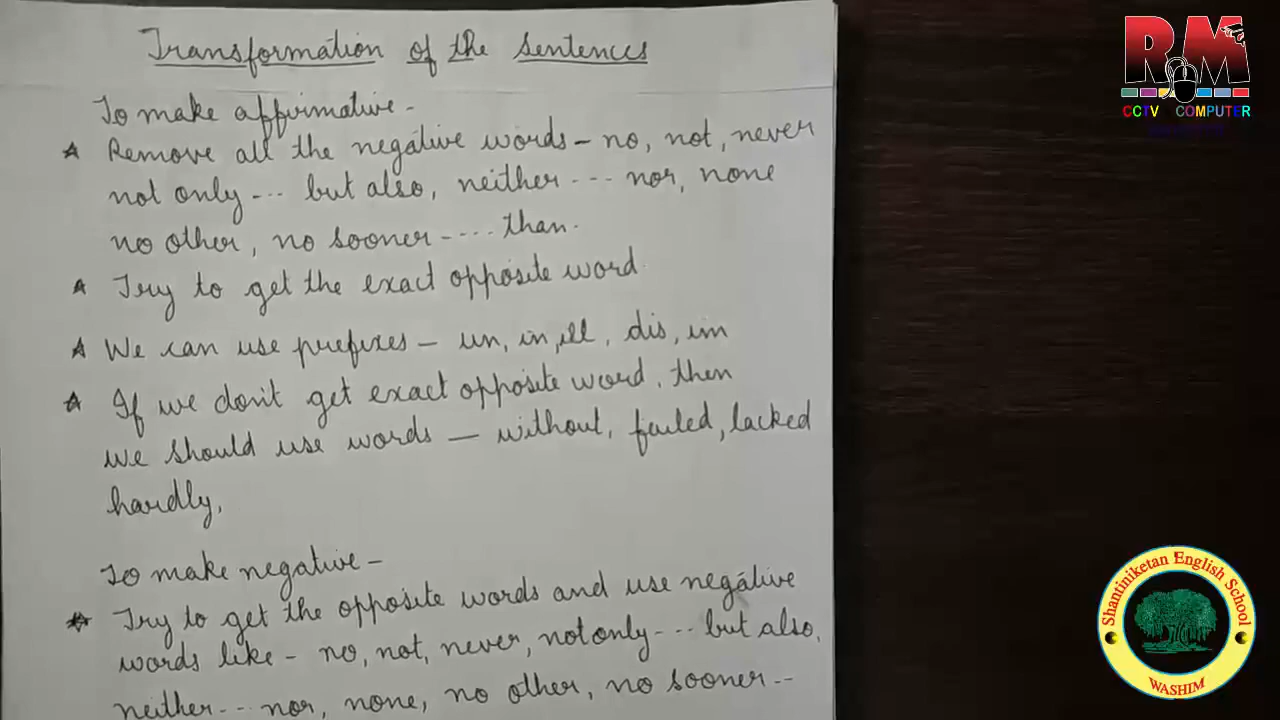 Transformation of the Sentences
To make affirmative -
Remove all the negative words - no, not, never
not only --- but also, neither --- nor, none
no other, no sooner ---- than.
Try to get the exact opposite word.
We can use prefixes - un, in, ill, dis, im
If we don't get exact opposite word, then
we should use words - without, failed, lacked
hardly,
To make negative -
Try to get the opposite words and use negative
words like - no, not, never, not only --- but also,
neither --- nor, none, no other, no sooner --
RM
CCTV COMPUTER
Shantiniketan English School
WASHIM